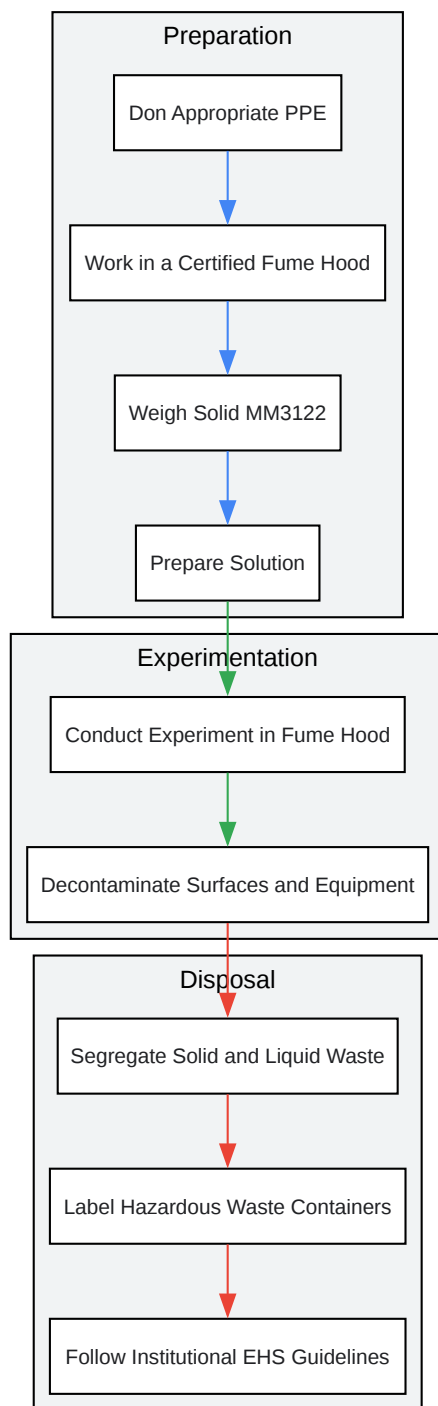 Preparation
Don Appropriate PPE
Work in a Certified Fume Hood
Weigh Solid MM3122
Prepare Solution
Experimentation
Conduct Experiment in Fume Hood
Decontaminate Surfaces and Equipment
Disposal
Segregate Solid and Liquid Waste
Label Hazardous Waste Containers
Follow Institutional EHS Guidelines